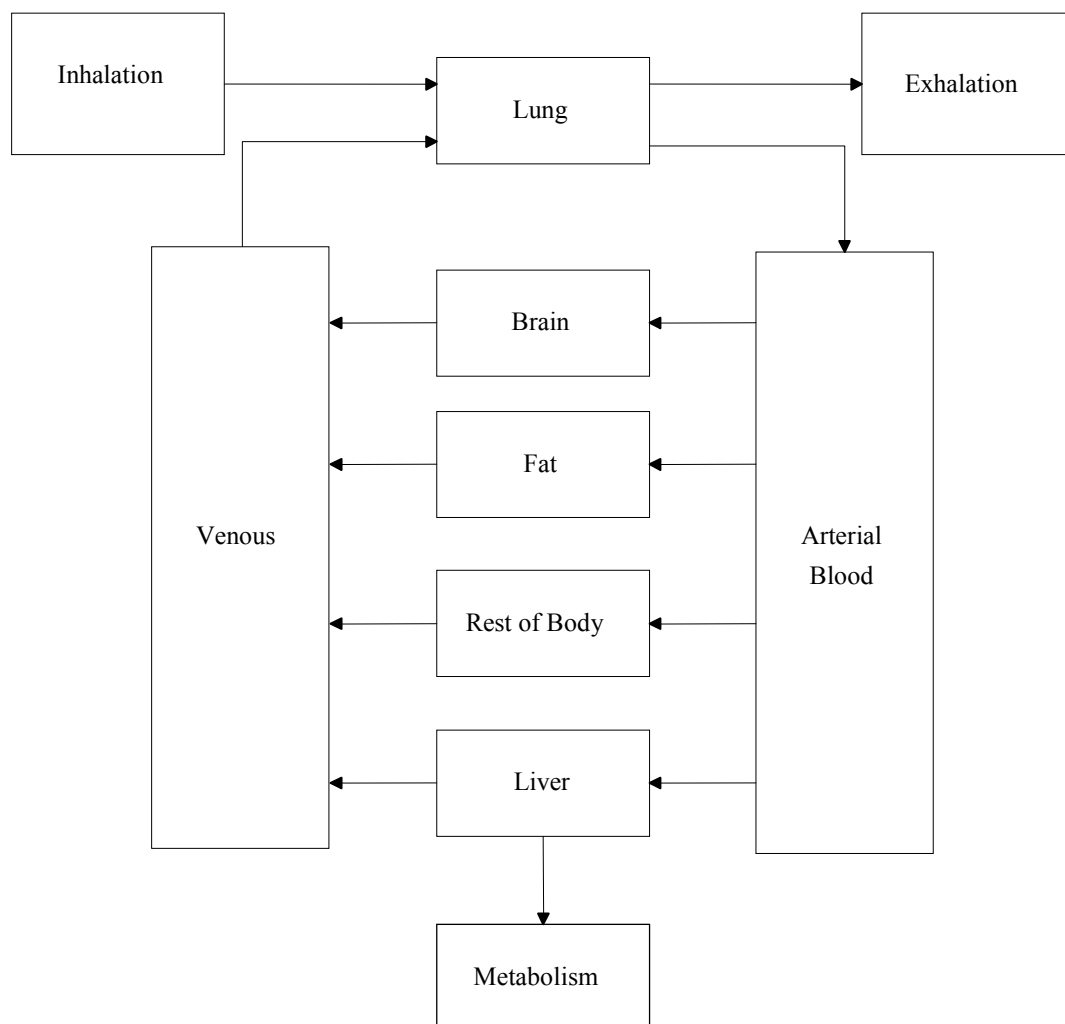 Inhalation
Lung
Exhalation
Brain
Fat
Venous
Arterial
Blood
Rest of Body
Liver
Metabolism